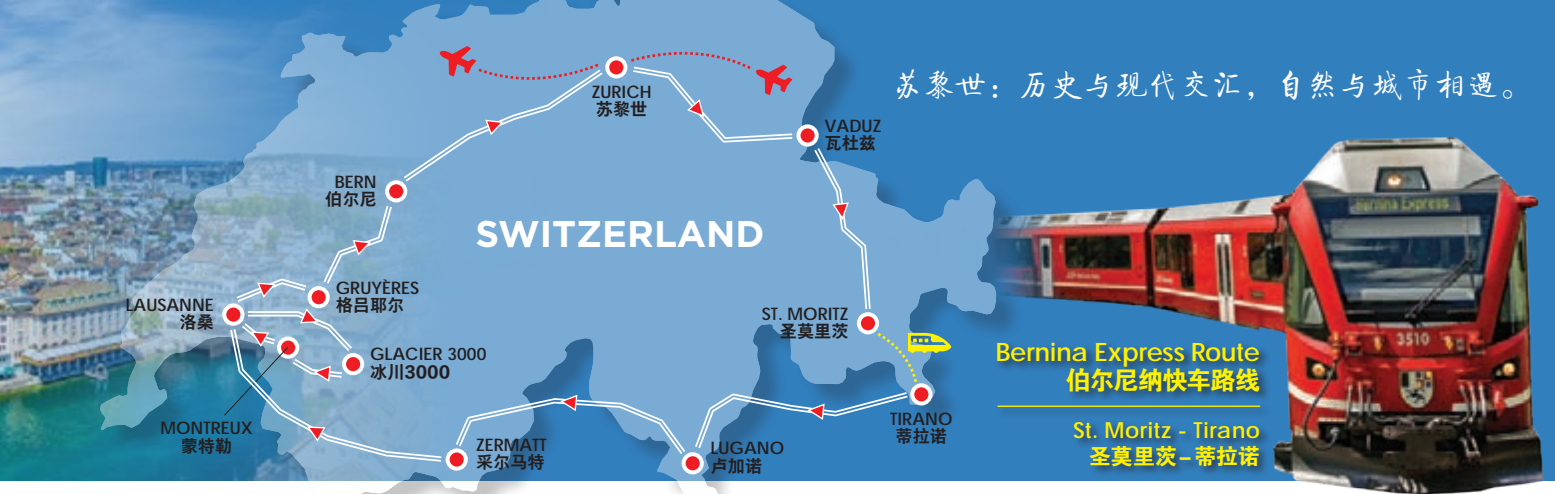 苏黎世：历史与现代交汇，自然与城市相遇。
ZURICH
苏黎世
VADUZ
瓦杜兹
BERN
伯尔尼
SWITZERLAND
GRUYÈRES
格吕耶尔
LAUSANNE
洛桑
GLACIER 3000
冰川3000
MONTREUX
蒙特勒
ST. MORITZ
圣莫里茨
TIRANO
蒂拉诺
ZERMATT
采尔马特
LUGANO
卢加诺
Bernina Express Route
伯尔尼纳快车路线
St. Moritz - Tirano
圣莫里茨–蒂拉诺
Bernina Express
3510